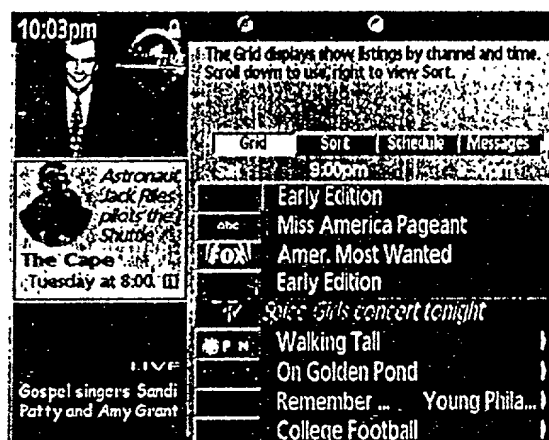 10:03pm
The Grid displays show listings by channel and time.
Scroll down to use, right to view Sort.
Grid
Sort
Schedule
Messages
Sat
9:00pm
Astronaut
Jack Riles
pilots the
Shuttle
The Cape
Tuesday at 8:00.
LIVE
Gospel singers Sandi
Patty and Amy Grant
Early Edition
abc
Miss America Pageant
FOX
Amer. Most Wanted
Early Edition
Spice Girls concert tonight
Walking Tall
On Golden Pond
Remember ...
Young Phila...
College Football